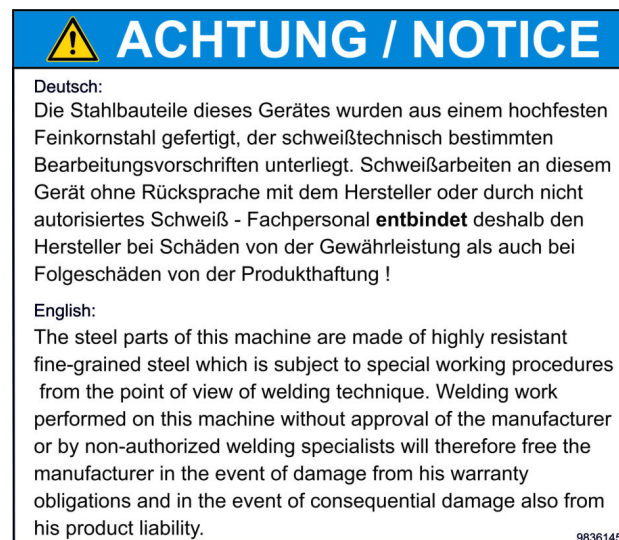 ACHTUNG / NOTICE
Deutsch:
Die Stahlbauteile dieses Gerätes wurden aus einem hochfesten
Feinkornstahl gefertigt, der schweißtechnisch bestimmten
Bearbeitungsvorschriften unterliegt. Schweißarbeiten an diesem
Gerät ohne Rücksprache mit dem Hersteller oder durch nicht
autorisiertes Schweiß - Fachpersonal entbindet deshalb den
Hersteller bei Schäden von der Gewährleistung als auch bei
Folgeschäden von der Produkthaftung !
English:
The steel parts of this machine are made of highly resistant
fine-grained steel which is subject to special working procedures
from the point of view of welding technique. Welding work
performed on this machine without approval of the manufacturer
or by non-authorized welding specialists will therefore free the
manufacturer in the event of damage from his warranty
obligations and in the event of consequential damage also from
his product liability.
9836145